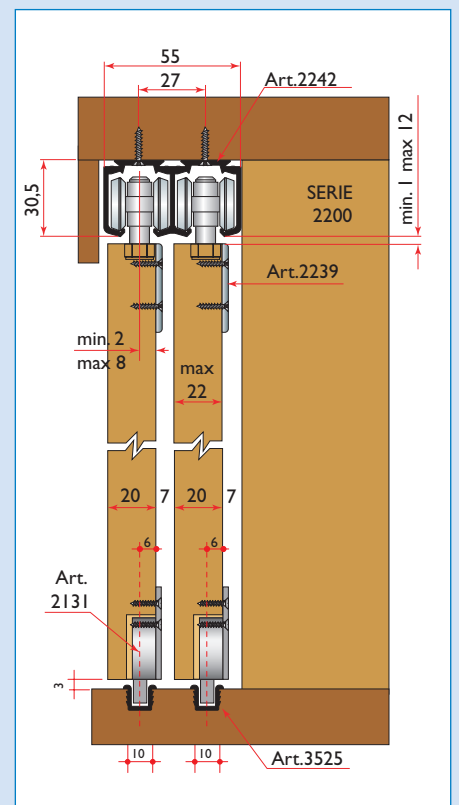 55
27
Art.2242
30,5
min. 1 max 12
SERIE
2200
Art.2239
min. 2
max 8
max
22
20
7
20
7
6
6
Art.
2131
3
10
10
Art.3525